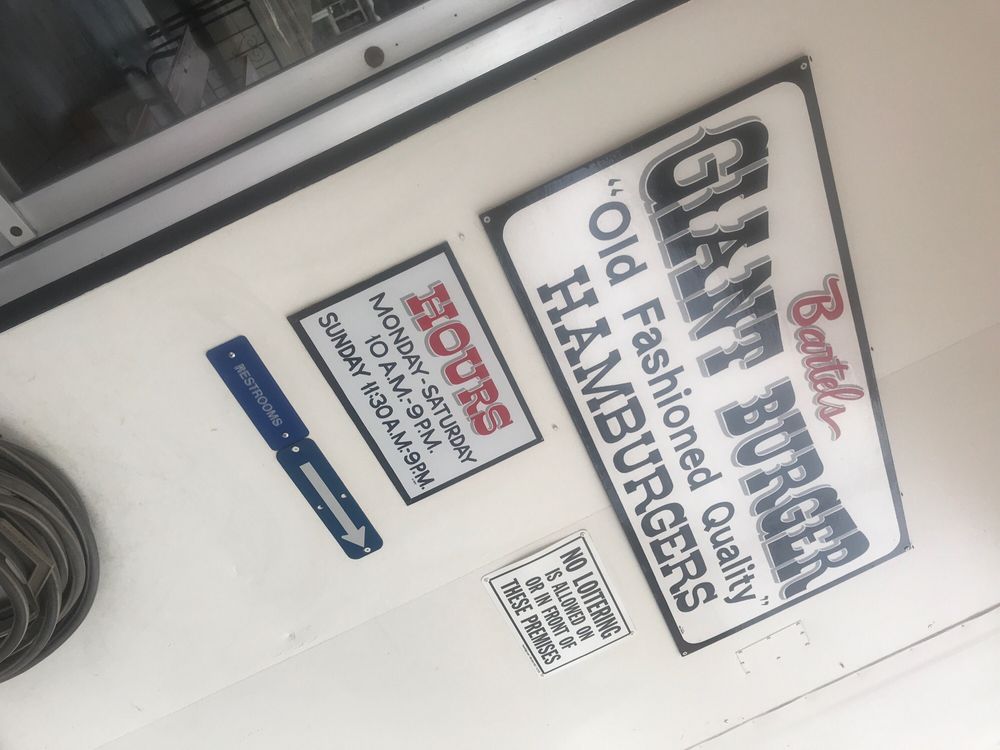 Bartels
GIANT BURGER
"Old Fashioned Quality"
HAMBURGERS
HOURS
MONDAY-SATURDAY
10 A.M.-9 P.M.
SUNDAY 11:30 A.M-9 P.M.
RESTROOMS
NO LOITERING
IS ALLOWED ON
OR IN FRONT OF
THESE PREMISES